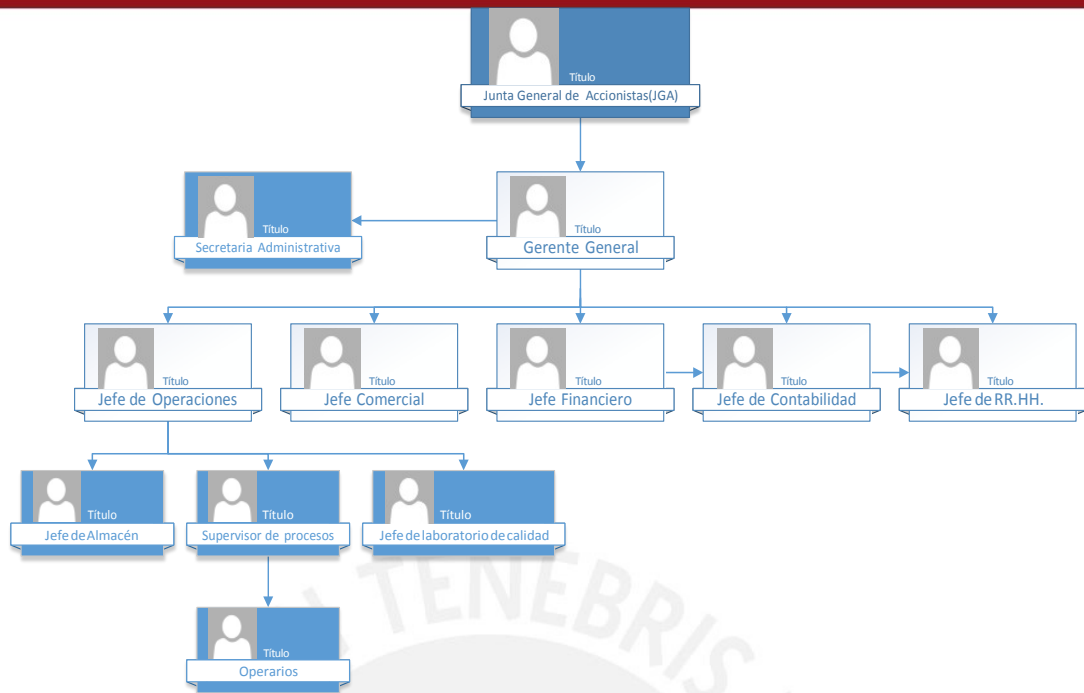 Título
Junta General de Accionistas(JGA)
Título
Secretaria Administrativa
Título
Gerente General
Título
Jefe de Operaciones
Título
Jefe Comercial
Título
Jefe Financiero
Título
Jefe de Contabilidad
Título
Jefe de RR.HH.
Título
Jefe de Almacén
Título
Supervisor de procesos
Título
Jefe de laboratorio de calidad
Título
Operarios
TENEBRIS